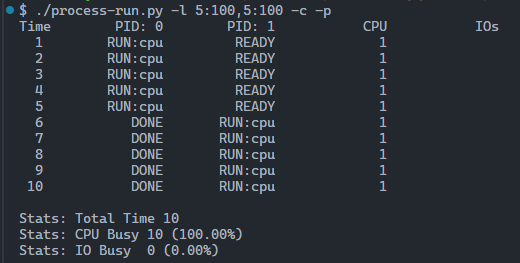 $ ./process-run.py -l 5:100,5:100 -c -p
Time        PID: 0        PID: 1           CPU           IOs
  1        RUN:cpu         READY             1
  2        RUN:cpu         READY             1
  3        RUN:cpu         READY             1
  4        RUN:cpu         READY             1
  5        RUN:cpu         READY             1
  6           DONE       RUN:cpu             1
  7           DONE       RUN:cpu             1
  8           DONE       RUN:cpu             1
  9           DONE       RUN:cpu             1
 10           DONE       RUN:cpu             1

Stats: Total Time 10
Stats: CPU Busy 10 (100.00%)
Stats: IO Busy  0 (0.00%)